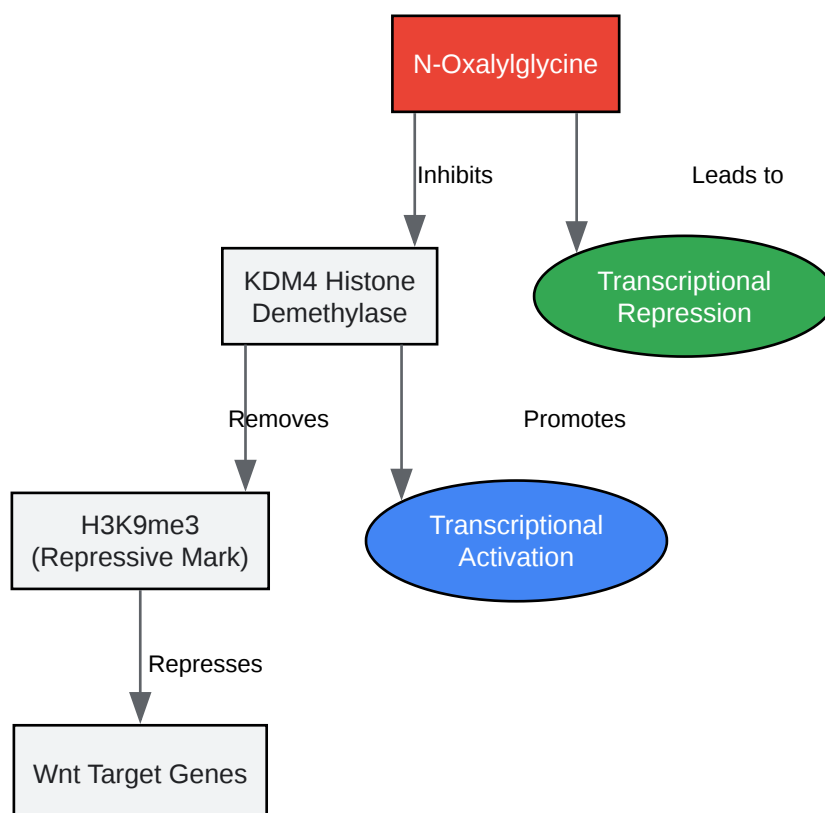 N-Oxalylglycine
Inhibits
Leads to
KDM4 Histone
Demethylase
Transcriptional
Repression
Removes
Promotes
H3K9me3
(Repressive Mark)
Transcriptional
Activation
Represses
Wnt Target Genes